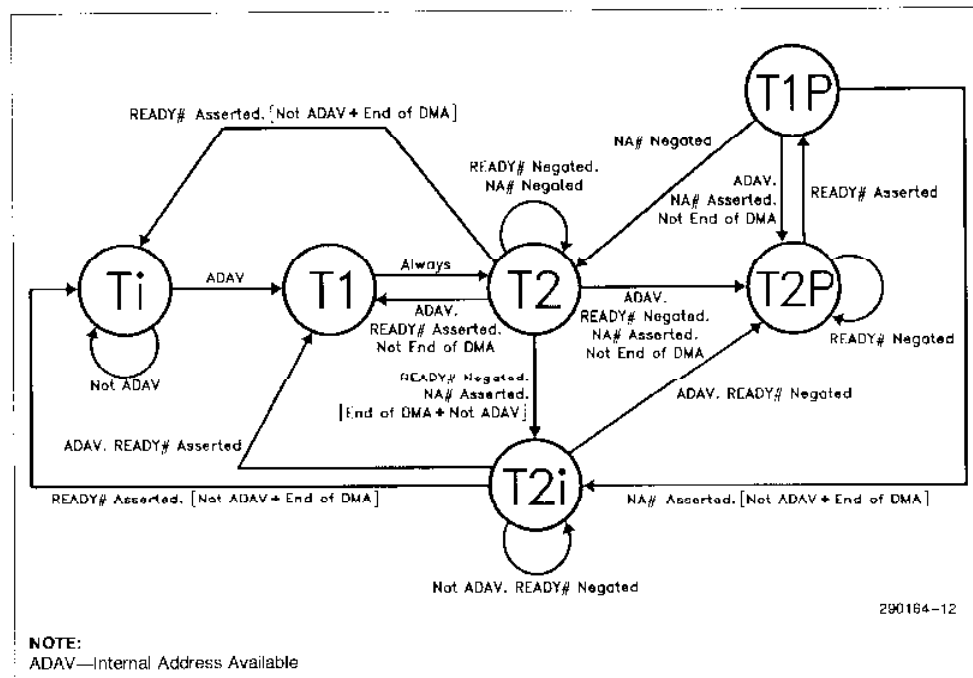 T1P
READY# Asserted. [Not ADAV + End of DMA]
NA# Negated
READY# Negated.
NA# Negated
ADAV.
NA# Asserted.
Not End of DMA
READY# Asserted
Ti
ADAV
T1
Always
T2
ADAV.
READY# Asserted.
Not End of DMA
ADAV.
READY# Negated.
NA# Asserted.
Not End of DMA
T2P
READY# Negated
Not ADAV
READY# Negated.
NA# Asserted.
[End of DMA + Not ADAV]
ADAV. READY# Negated
ADAV. READY# Asserted
T2i
READY# Asserted. [Not ADAV + End of DMA]
NA# Asserted. [Not ADAV + End of DMA]
Not ADAV. READY# Negated
290164-12
NOTE:
ADAV—Internal Address Available